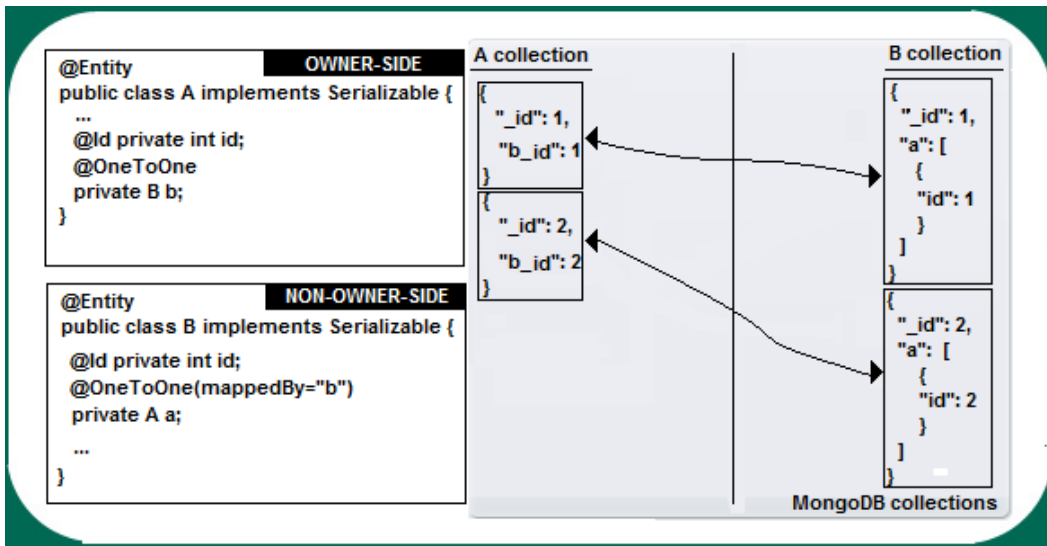 @Entity
OWNER-SIDE
public class A implements Serializable {
...
@Id private int id;
@OneToOne
private B b;
}
@Entity
NON-OWNER-SIDE
public class B implements Serializable {
@Id private int id;
@OneToOne(mappedBy="b")
private A a;
...
}
A collection
{
"_id": 1,
"b_id": 1
}
{
"_id": 2,
"b_id": 2
}
B collection
{
"_id": 1,
"a": [
{
"id": 1
}
]
}
{
"_id": 2,
"a": [
{
"id": 2
}
]
}
MongoDB collections